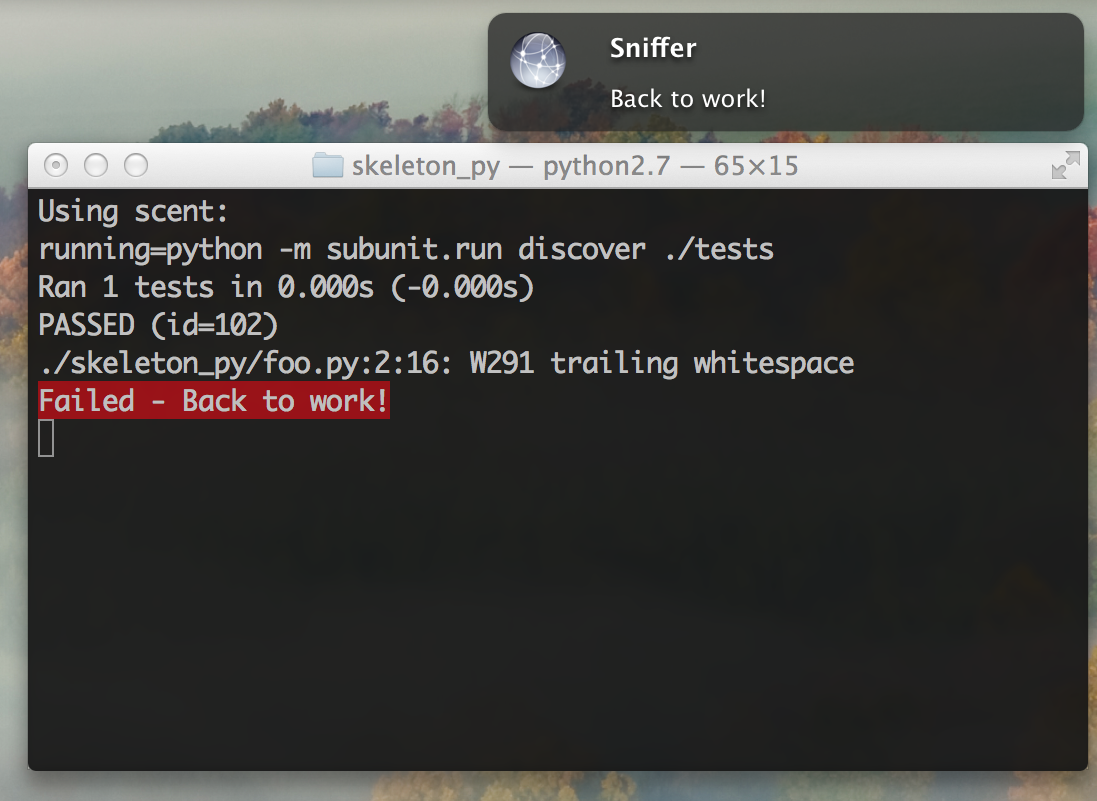 Sniffer
Back to work!
skeleton_py — python2.7 — 65×15
Using scent:
running=python -m subunit.run discover ./tests
Ran 1 tests in 0.000s (-0.000s)
PASSED (id=102)
./skeleton_py/foo.py:2:16: W291 trailing whitespace
Failed - Back to work!